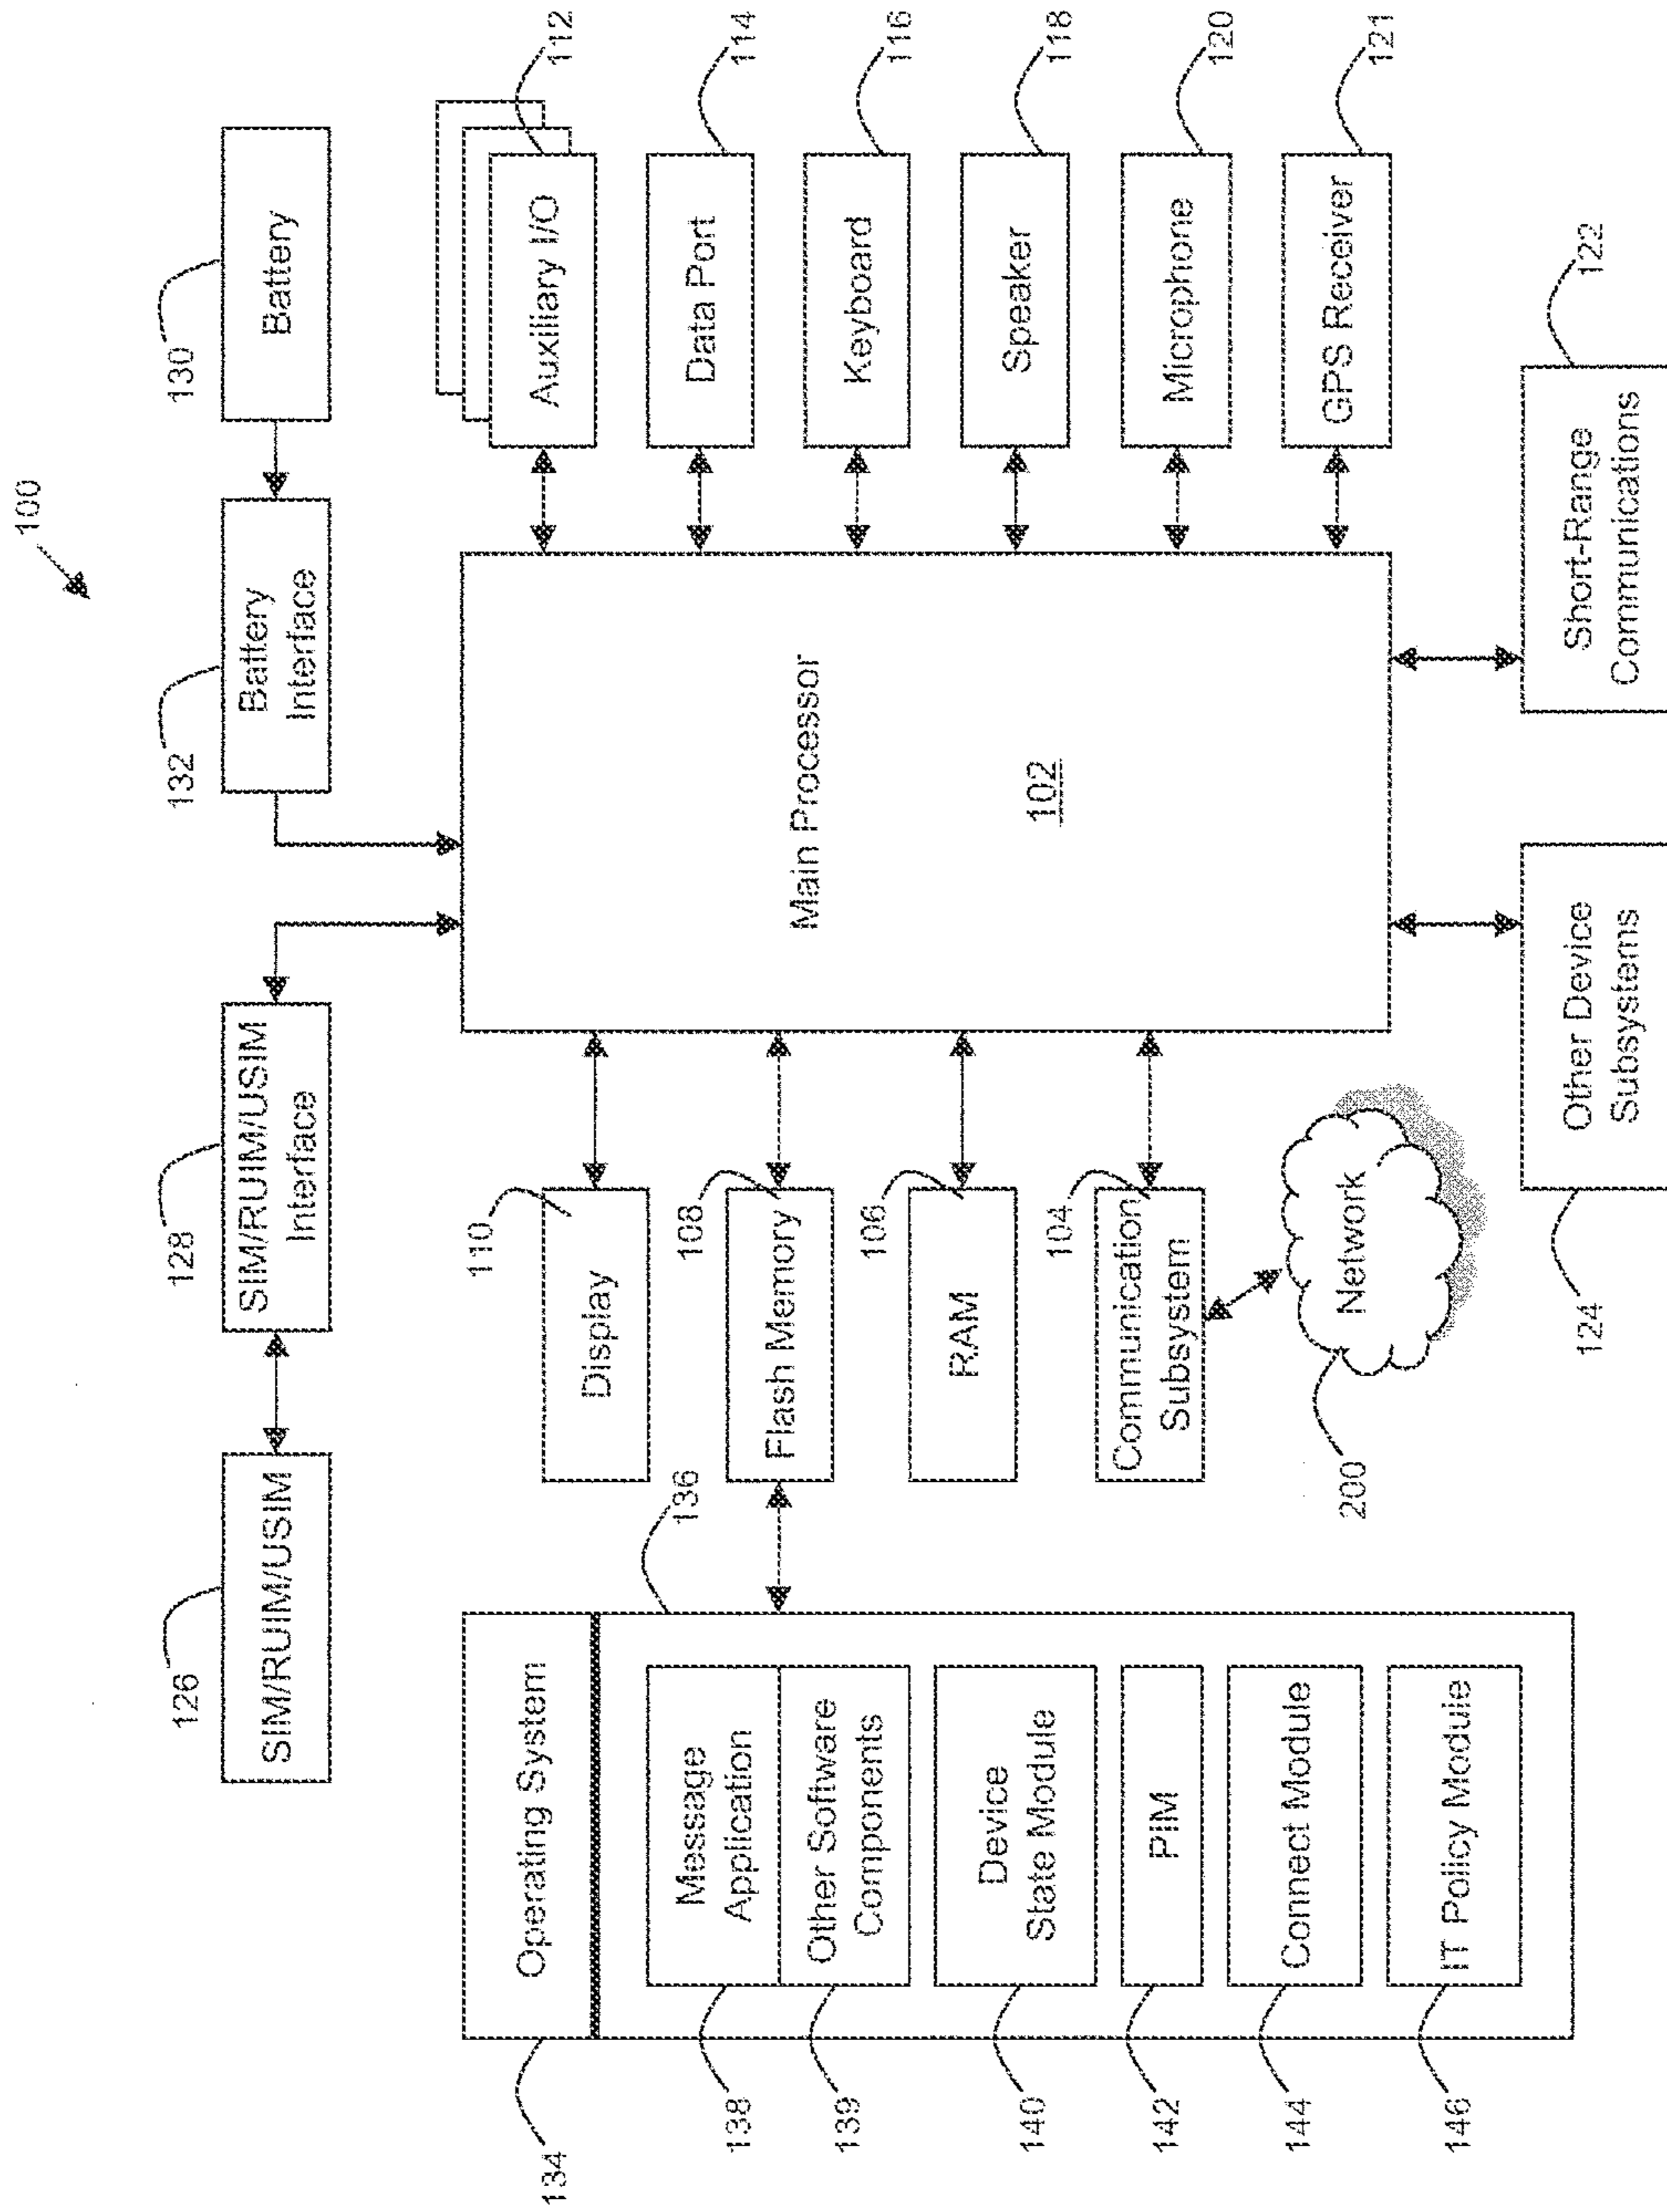 100
126
SIM/RUIM/USIM
128
SIM/RUIM/USIM
Interface
132
Battery
Interface
130
Battery
134
Operating System
136
138
Message
Application
139
Other Software
Components
140
Device
State Module
142
PIM
144
Connect Module
146
IT Policy Module
110
Display
108
Flash Memory
106
RAM
104
Communication
Subsystem
200
Network
Main Processor
102
Auxiliary I/O
112
Data Port
114
Keyboard
116
Speaker
118
Microphone
120
GPS Receiver
121
124
Other Device
Subsystems
Short-Range
Communications
122